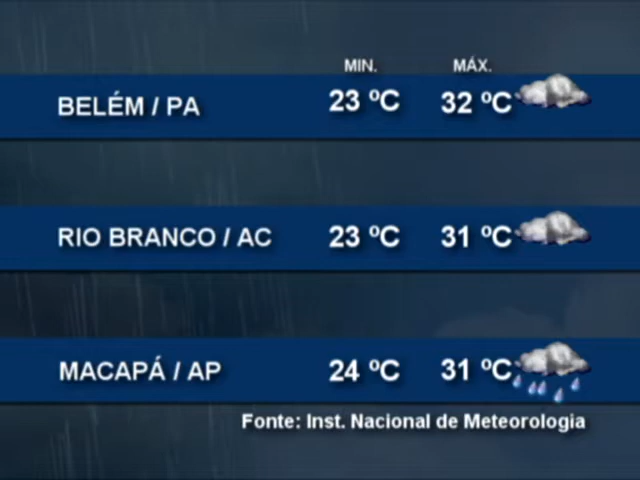 MIN. MÁX.
BELÉM / PA 23 ºC 32 ºC
RIO BRANCO / AC 23 ºC 31 ºC
MACAPÁ / AP 24 ºC 31 ºC
Fonte: Inst. Nacional de Meteorologia